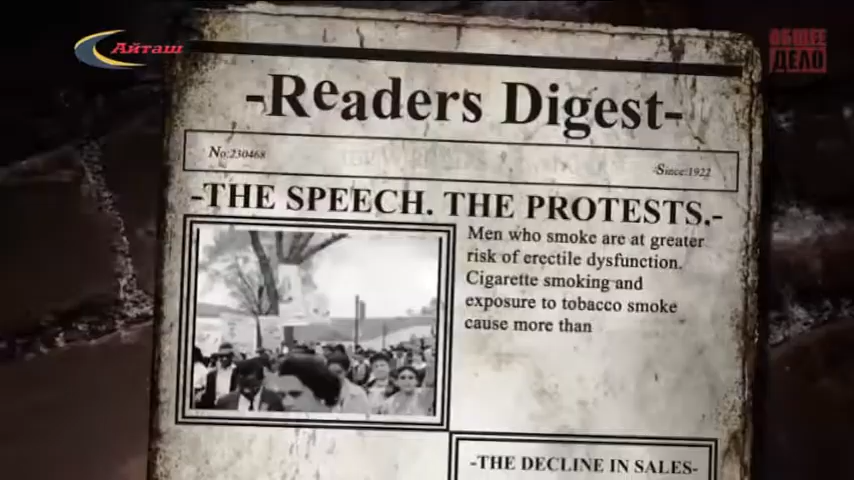 Айташ
ОБЩЕЕ
ДЕЛО
-Readers Digest-
No:230468
Since:1922
-THE SPEECH. THE PROTESTS.-
Men who smoke are at greater
risk of erectile dysfunction.
Cigarette smoking and
exposure to tobacco smoke
cause more than
-THE DECLINE IN SALES-